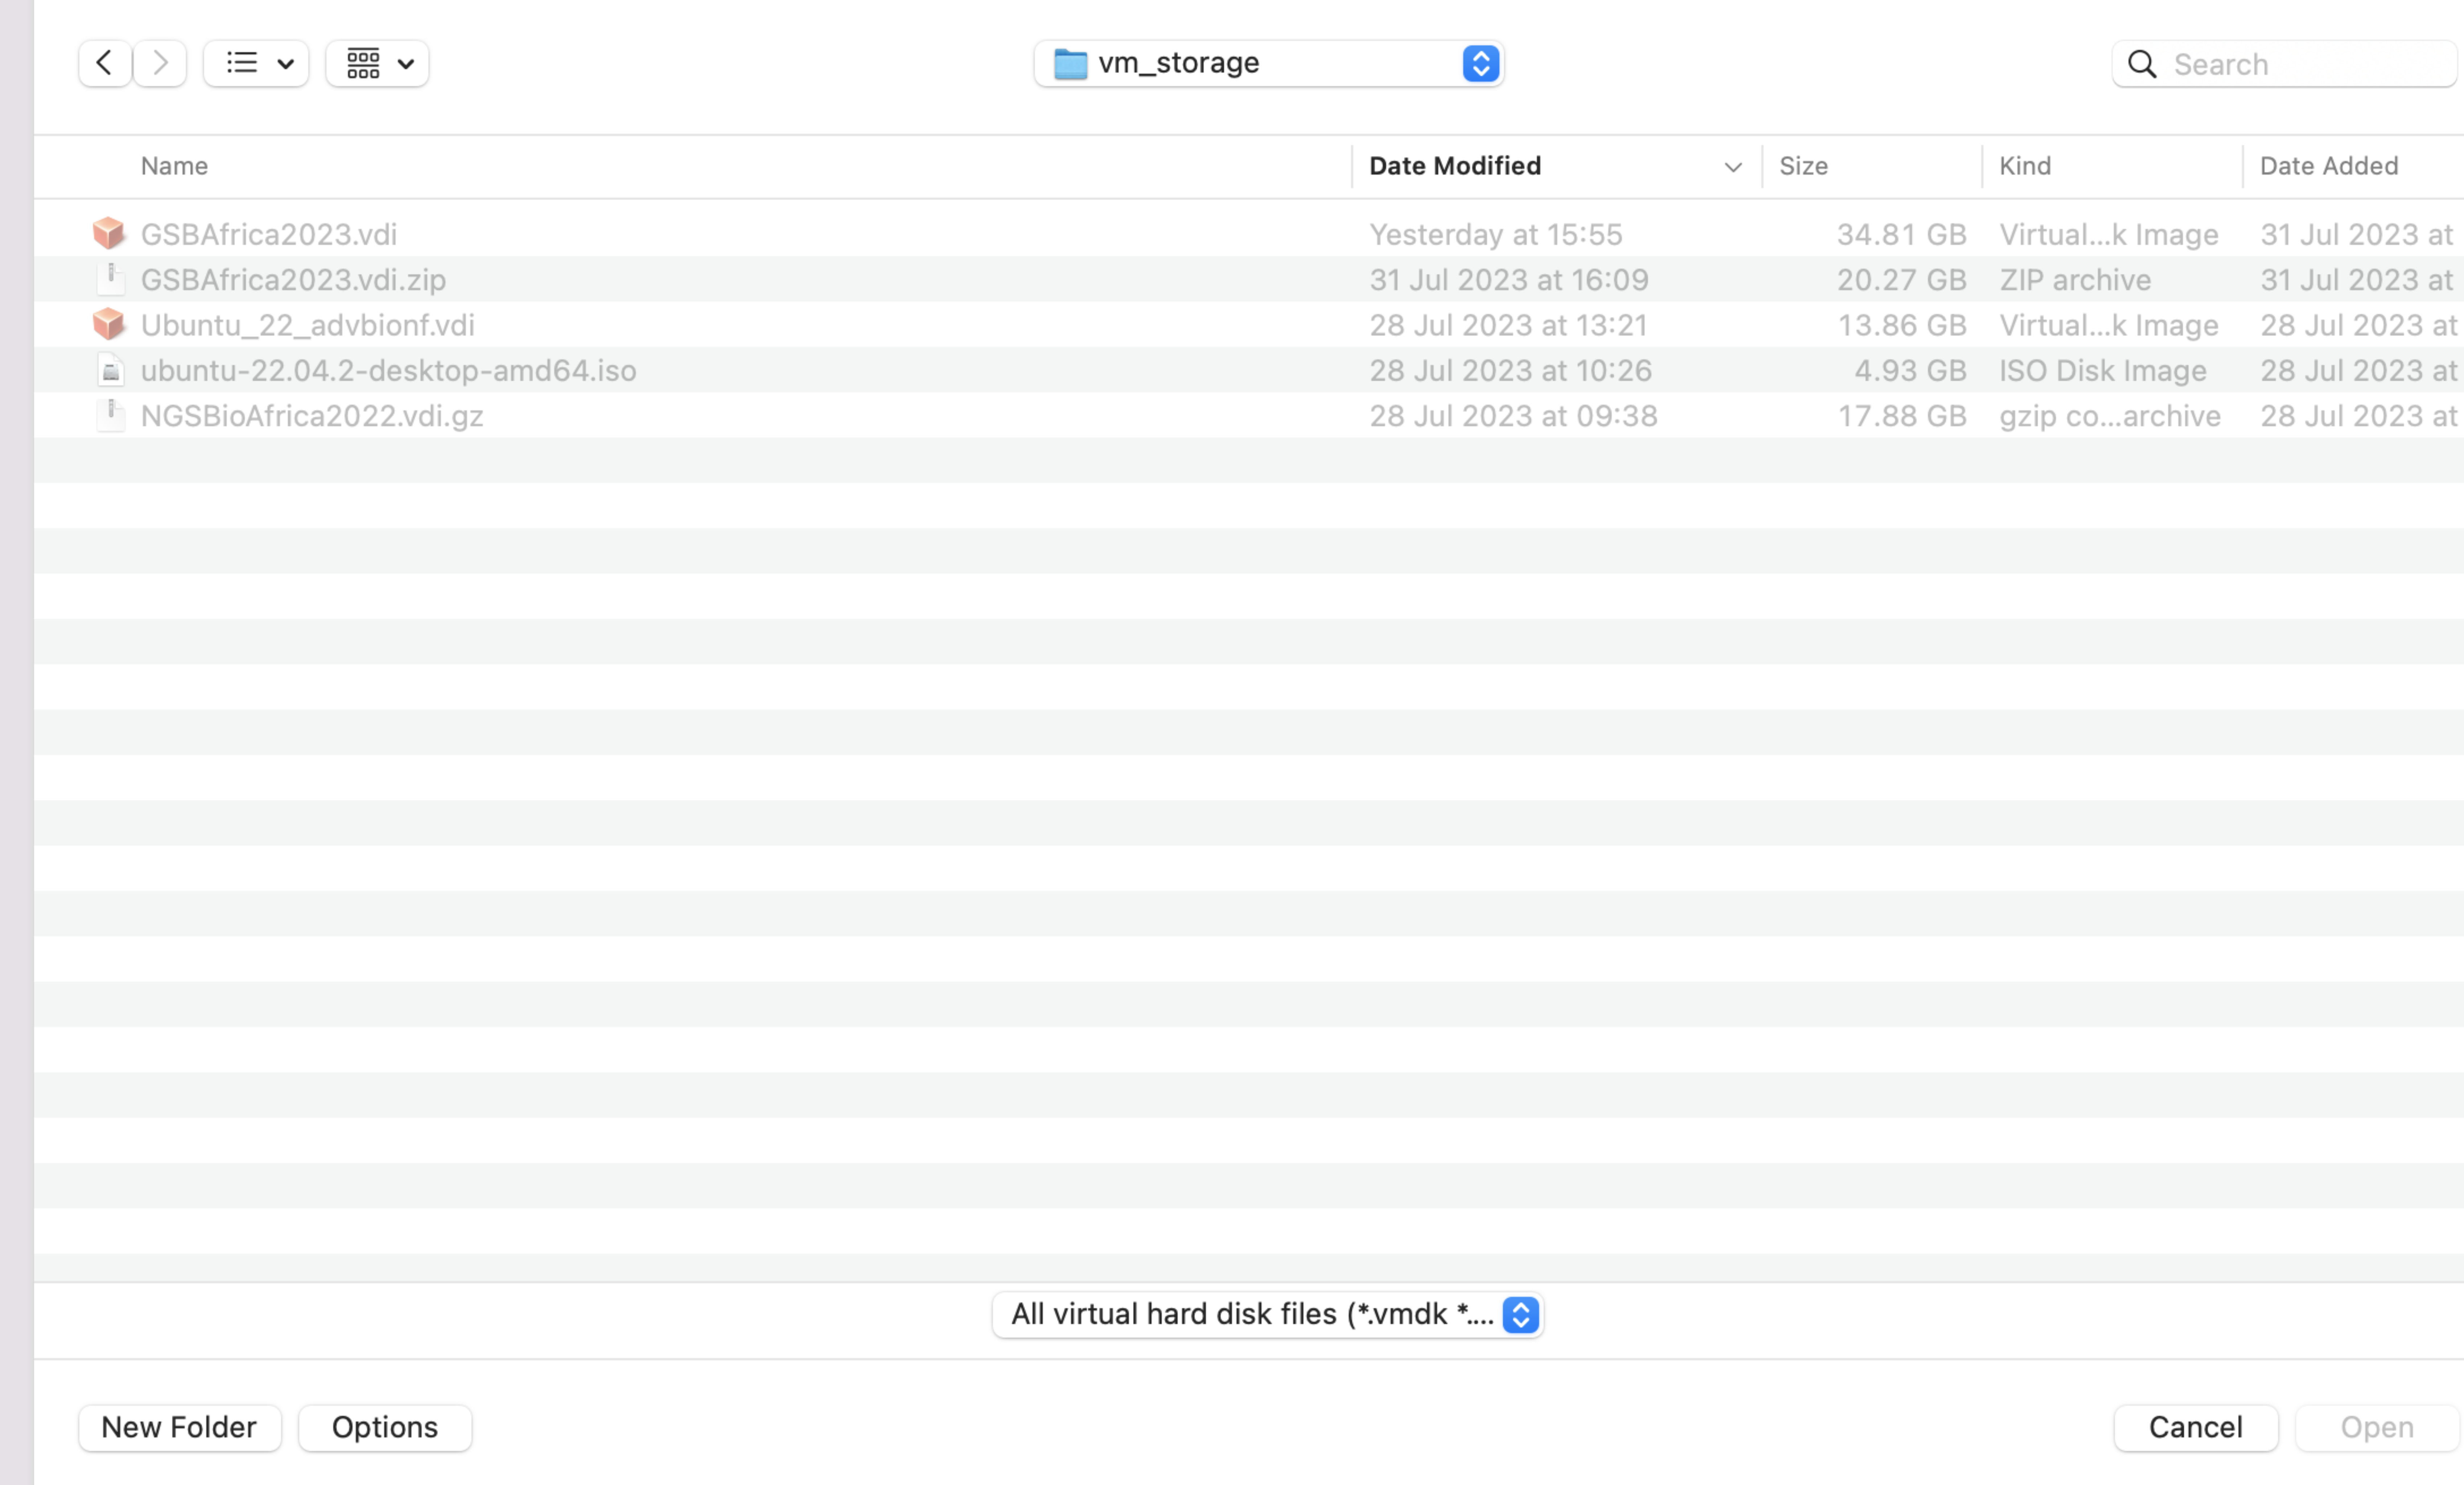 vm_storage
Search
Name Date Modified Size Kind Date Added
GSBAfrica2023.vdi Yesterday at 15:55 34.81 GB Virtual...k Image 31 Jul 2023 at
GSBAfrica2023.vdi.zip 31 Jul 2023 at 16:09 20.27 GB ZIP archive 31 Jul 2023 at
Ubuntu_22_advbionf.vdi 28 Jul 2023 at 13:21 13.86 GB Virtual...k Image 28 Jul 2023 at
ubuntu-22.04.2-desktop-amd64.iso 28 Jul 2023 at 10:26 4.93 GB ISO Disk Image 28 Jul 2023 at
NGSBioAfrica2022.vdi.gz 28 Jul 2023 at 09:38 17.88 GB gzip co...archive 28 Jul 2023 at
All virtual hard disk files (*.vmdk *....
New Folder Options Cancel Open